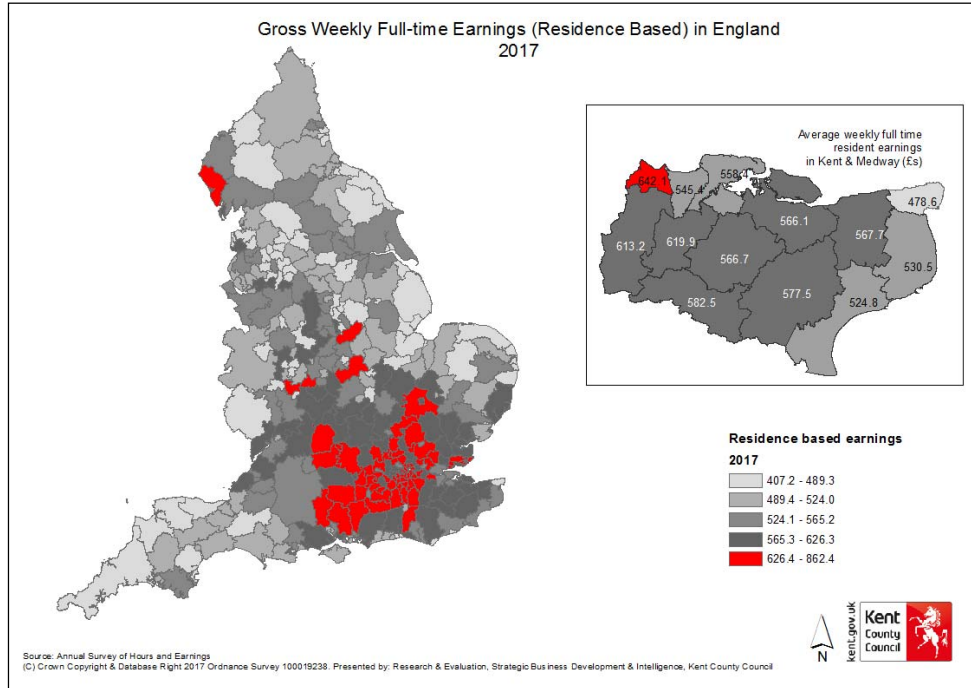 Gross Weekly Full-time Earnings (Residence Based) in England
2017
Average weekly full time
resident earnings
in Kent & Medway (£s)
642.1
545.4
558.4
478.6
566.1
567.7
613.2
619.9
566.7
530.5
582.5
577.5
524.8
Residence based earnings
2017
407.2 - 489.3
489.4 - 524.0
524.1 - 565.2
565.3 - 626.3
626.4 - 862.4
N
kent.gov.uk
Kent
County
Council
Source: Annual Survey of Hours and Earnings
(C) Crown Copyright & Database Right 2017 Ordnance Survey 100019238. Presented by: Research & Evaluation, Strategic Business Development & Intelligence, Kent County Council